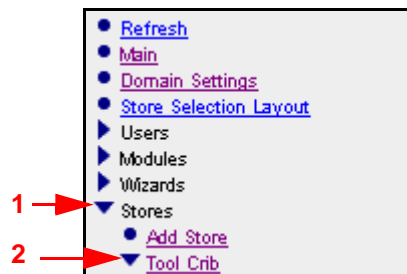 Refresh
Main
Domain Settings
Store Selection Layout
Users
Modules
Wizards
1 Stores
Add Store
2 Tool Crib